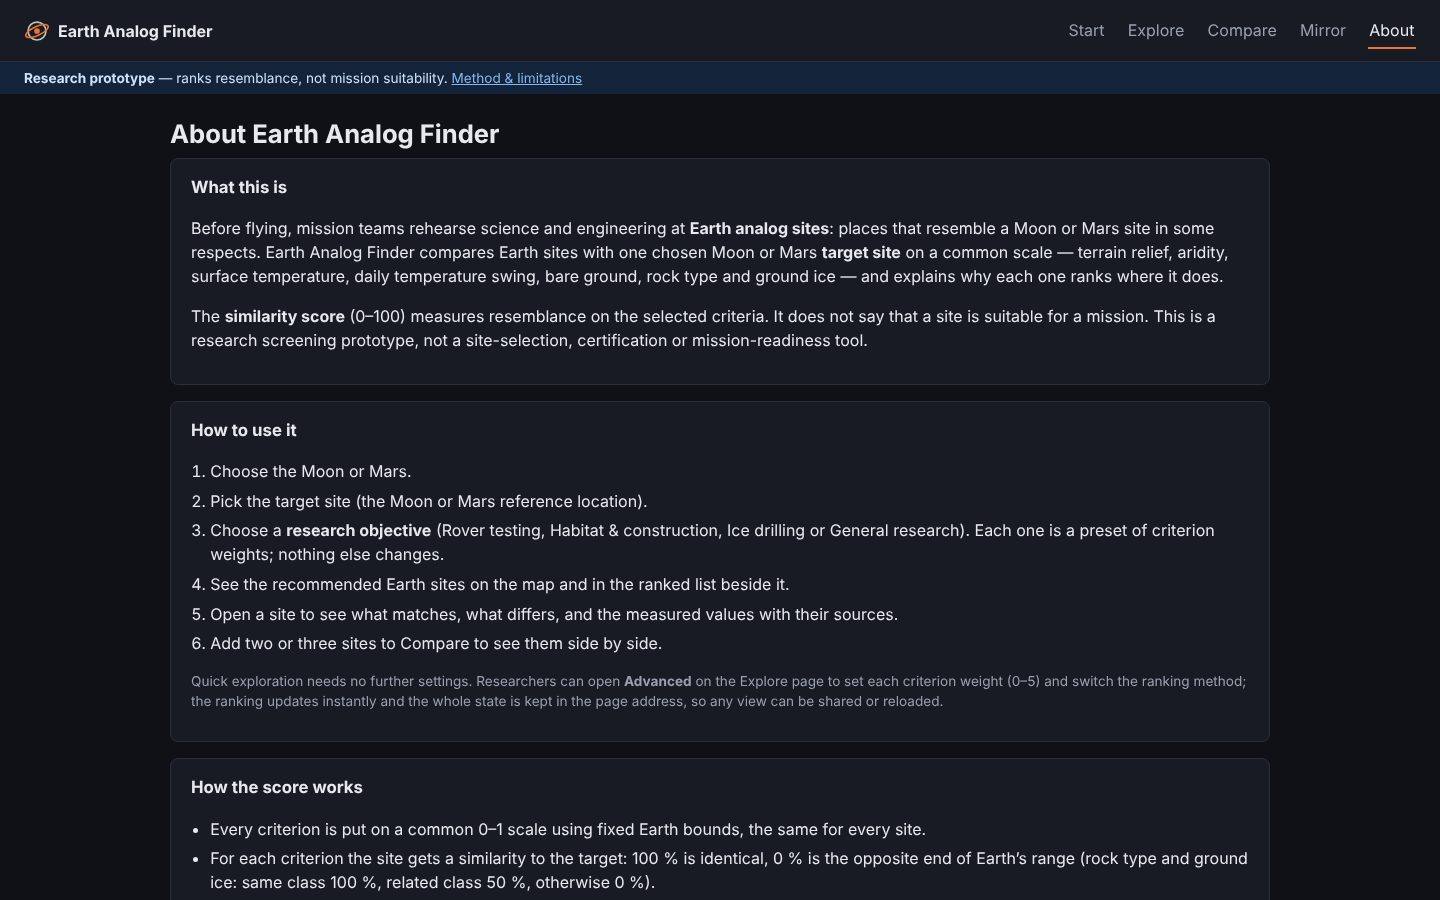 Earth Analog Finder
Start Explore Compare Mirror About
Research prototype — ranks resemblance, not mission suitability. Method & limitations
About Earth Analog Finder
What this is
Before flying, mission teams rehearse science and engineering at Earth analog sites: places that resemble a Moon or Mars site in some
respects. Earth Analog Finder compares Earth sites with one chosen Moon or Mars target site on a common scale — terrain relief, aridity,
surface temperature, daily temperature swing, bare ground, rock type and ground ice — and explains why each one ranks where it does.
The similarity score (0–100) measures resemblance on the selected criteria. It does not say that a site is suitable for a mission. This is a
research screening prototype, not a site-selection, certification or mission-readiness tool.
How to use it
1. Choose the Moon or Mars.
2. Pick the target site (the Moon or Mars reference location).
3. Choose a research objective (Rover testing, Habitat & construction, Ice drilling or General research). Each one is a preset of criterion
weights; nothing else changes.
4. See the recommended Earth sites on the map and in the ranked list beside it.
5. Open a site to see what matches, what differs, and the measured values with their sources.
6. Add two or three sites to Compare to see them side by side.
Quick exploration needs no further settings. Researchers can open Advanced on the Explore page to set each criterion weight (0–5) and switch the ranking method;
the ranking updates instantly and the whole state is kept in the page address, so any view can be shared or reloaded.
How the score works
• Every criterion is put on a common 0–1 scale using fixed Earth bounds, the same for every site.
• For each criterion the site gets a similarity to the target: 100 % is identical, 0 % is the opposite end of Earth’s range (rock type and ground
ice: same class 100 %, related class 50 %, otherwise 0 %).